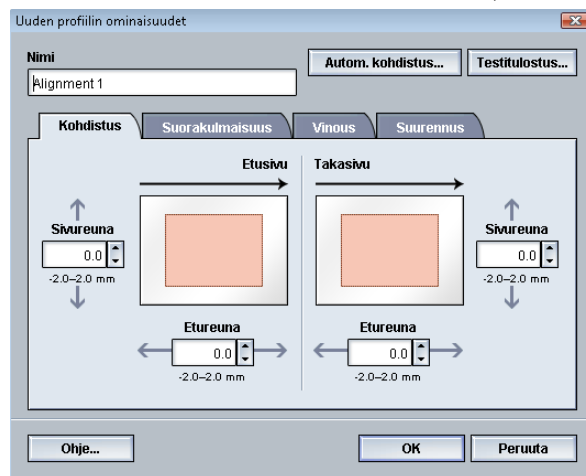 Uuden profiilin ominaisuudet
Nimi
Alignment 1
Autom. kohdistus...
Testitulostus...
Kohdistus
Suorakulmaisuus
Vinous
Suurennus
Etusivu
Takasivu
Sivureuna
0.0
-2.0–2.0 mm
Sivureuna
0.0
-2.0–2.0 mm
Etureuna
0.0
-2.0–2.0 mm
Etureuna
0.0
-2.0–2.0 mm
Ohje...
OK
Peruuta